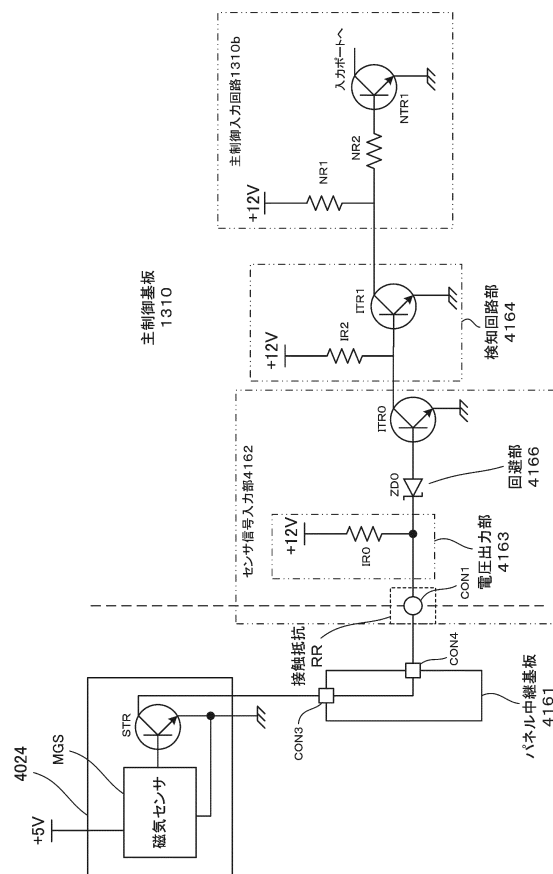 主制御基板
1310
主制御入力回路1310b
入力ポートへ
NTR1
NR2
NR1
+12V
ITR1
IR2
+12V
検知回路部
4164
センサ信号入力部4162
ITR0
ZD0
回避部
4166
+12V
IR0
電圧出力部
4163
CON1
接触抵抗
RR
CON4
CON3
パネル中継基板
4161
4024
MGS
STR
磁気センサ
+5V